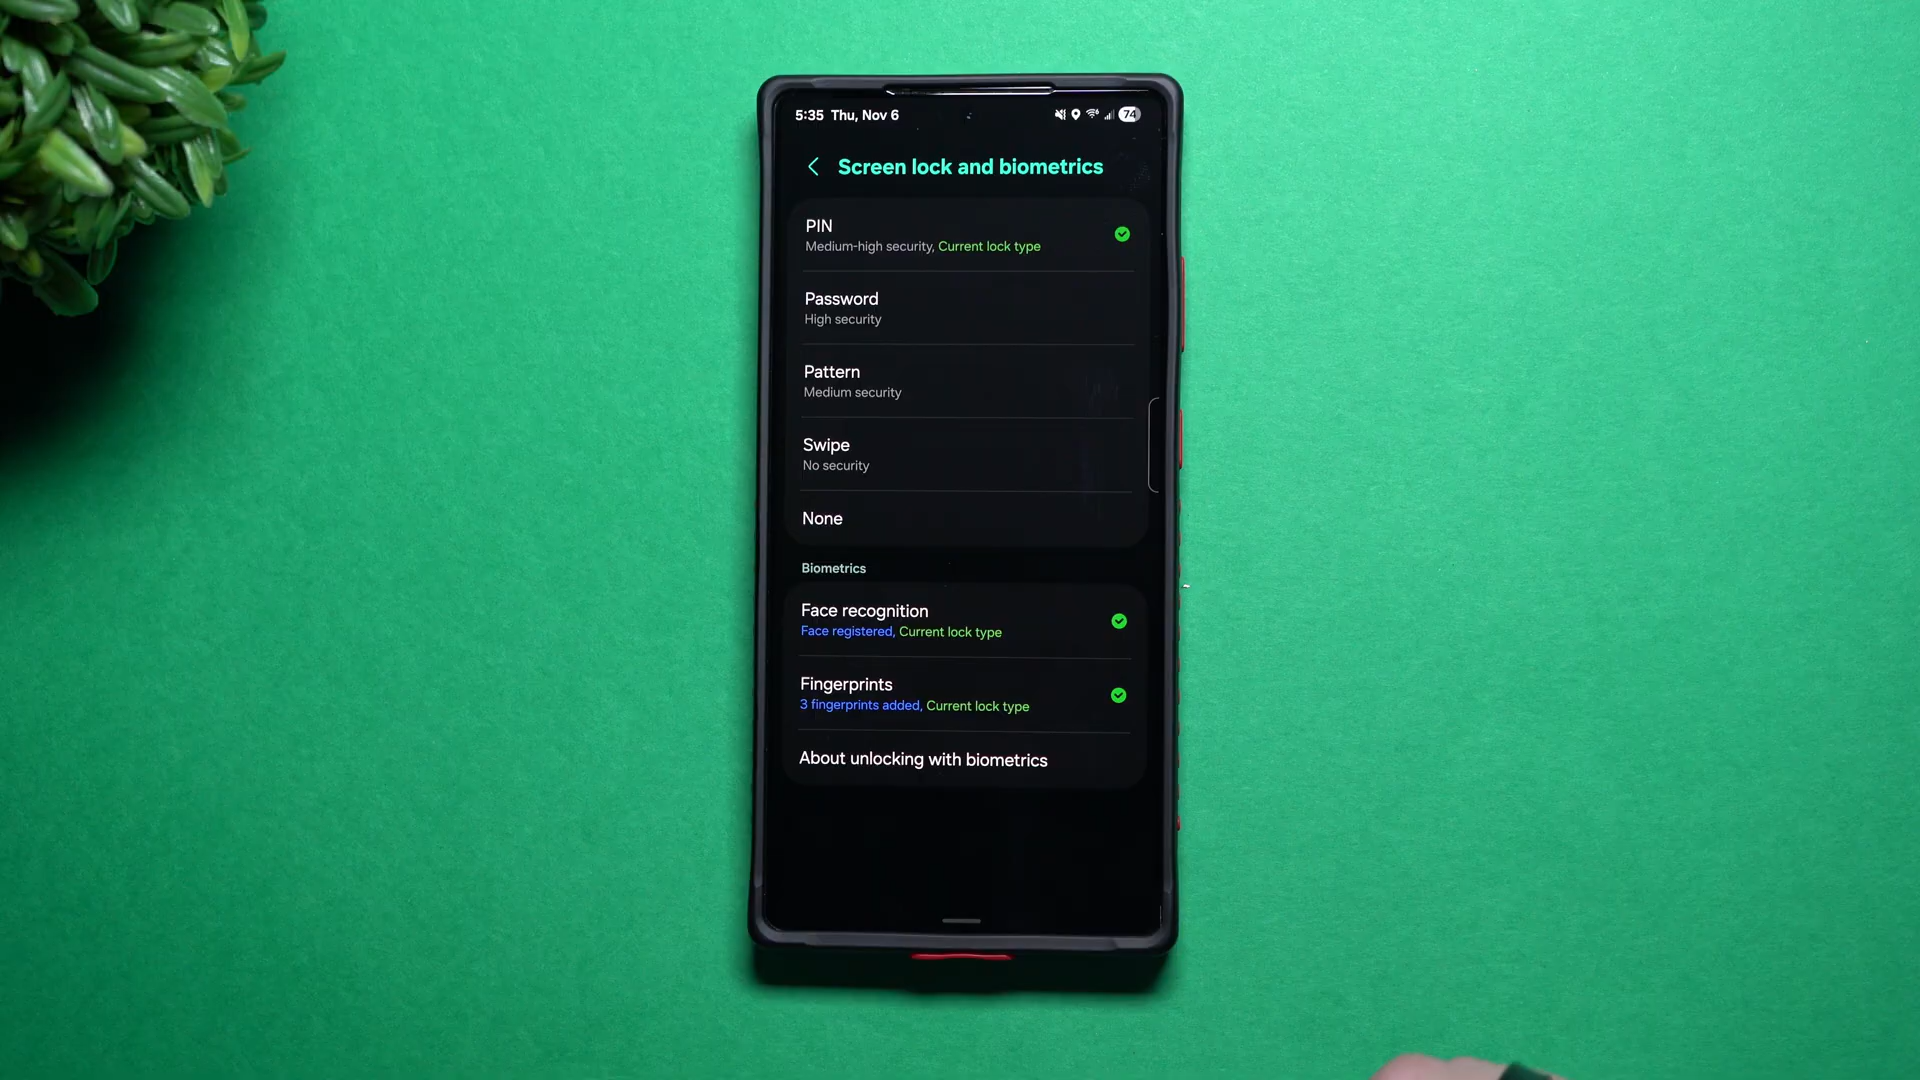 5:35 Thu, Nov 6 74
Screen lock and biometrics
PIN
Medium-high security, Current lock type
Password
High security
Pattern
Medium security
Swipe
No security
None
Biometrics
Face recognition
Face registered, Current lock type
Fingerprints
3 fingerprints added, Current lock type
About unlocking with biometrics